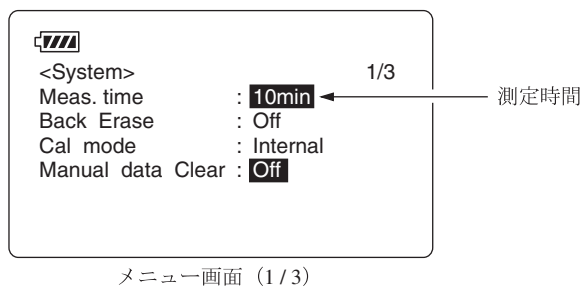 <System> 1/3
Meas. time : 10min 測定時間
Back Erase : Off
Cal mode : Internal
Manual data Clear : Off
メニュー画面（1 / 3）